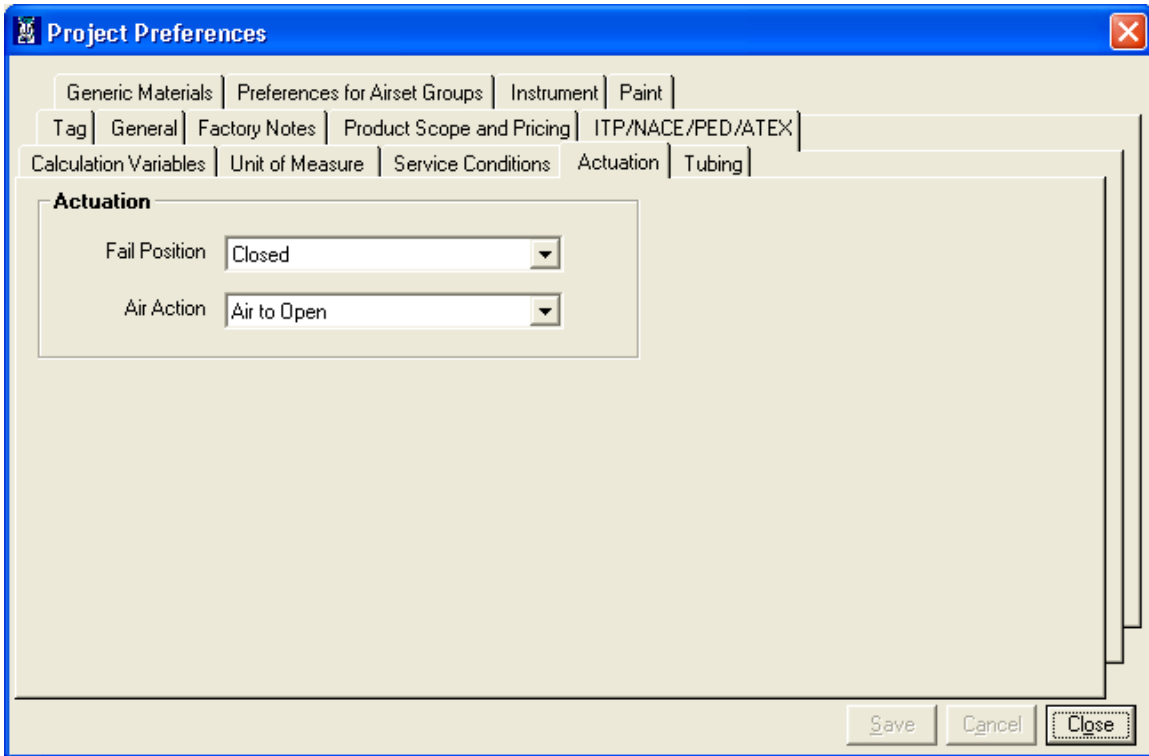 Project Preferences
Generic Materials Preferences for Airset Groups Instrument Paint
Tag General Factory Notes Product Scope and Pricing ITP/NACE/PED/ATEX
Calculation Variables Unit of Measure Service Conditions Actuation Tubing
Actuation
Fail Position Closed
Air Action Air to Open
Save Cancel Close